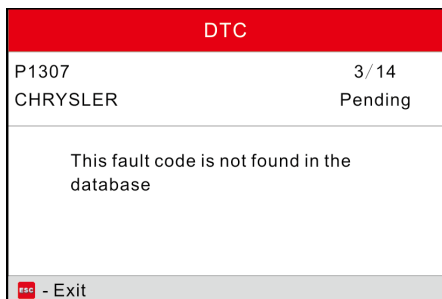 DTC
P1307 3/14
CHRYSLER Pending
This fault code is not found in the
database
ESC - Exit